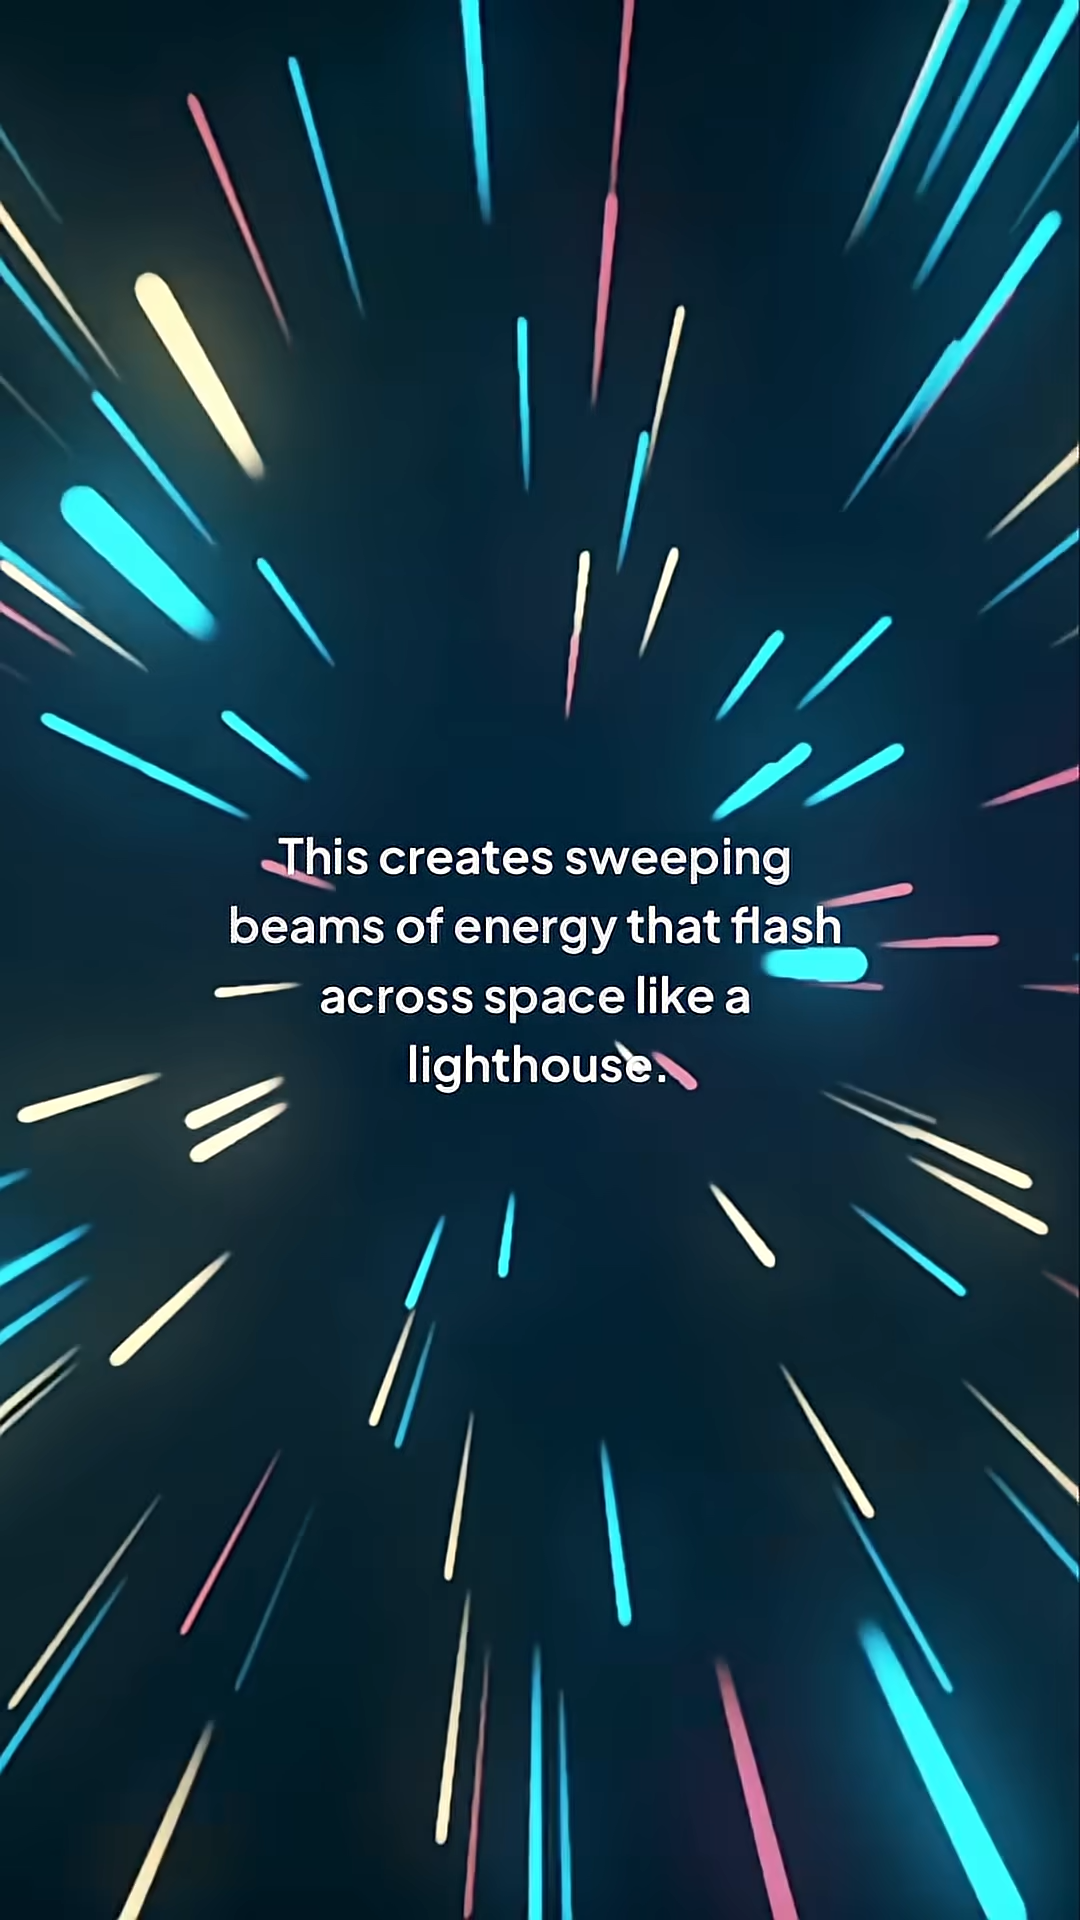 This creates sweeping
beams of energy that flash
across space like a
lighthouse.